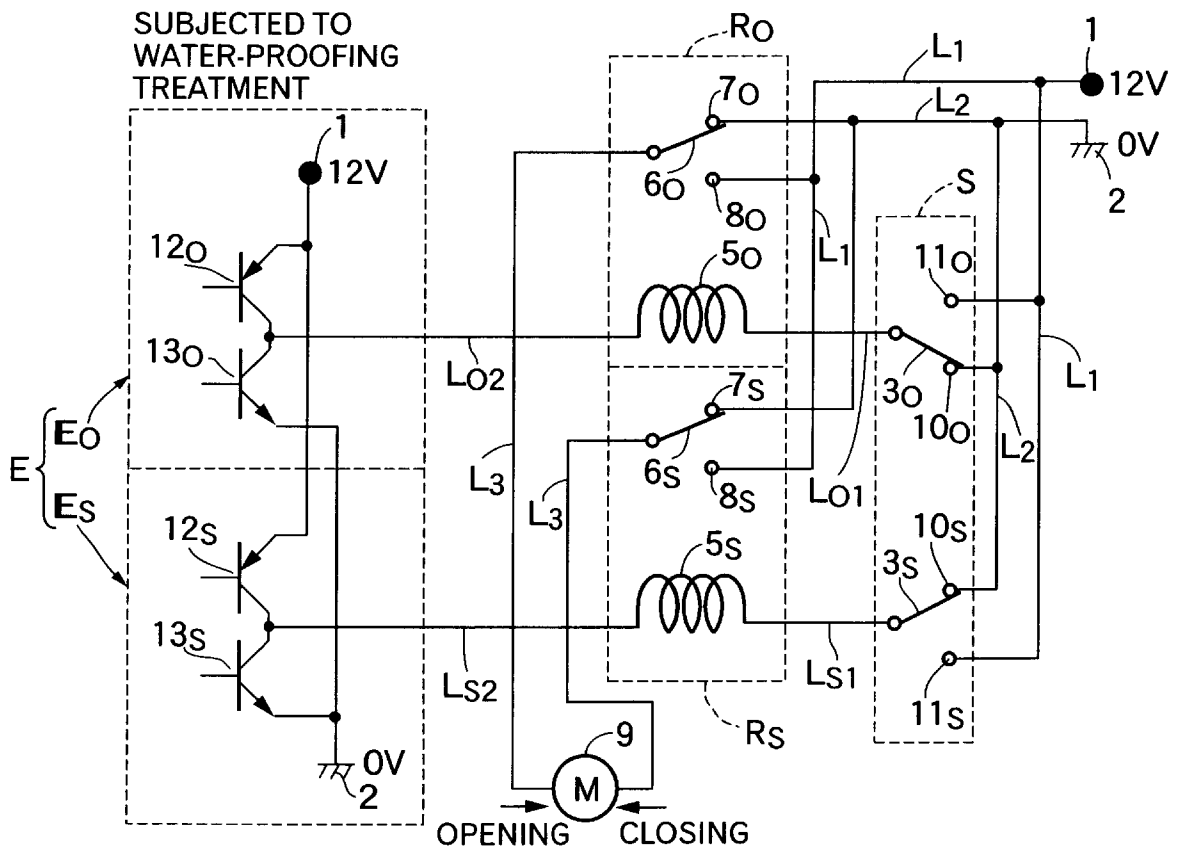 SUBJECTED TO
WATER-PROOFING
TREATMENT
RO
1
12V
L1
7O
L2
0V
2
6O
8O
L1
S
1
12V
12O
5O
11O
13O
LO2
3O
10O
L1
L2
E
EO
ES
7S
6S
8S
L3
L3
LO1
12S
5S
10S
3S
13S
LS2
LS1
11S
RS
0V
2
9
M
OPENING
CLOSING